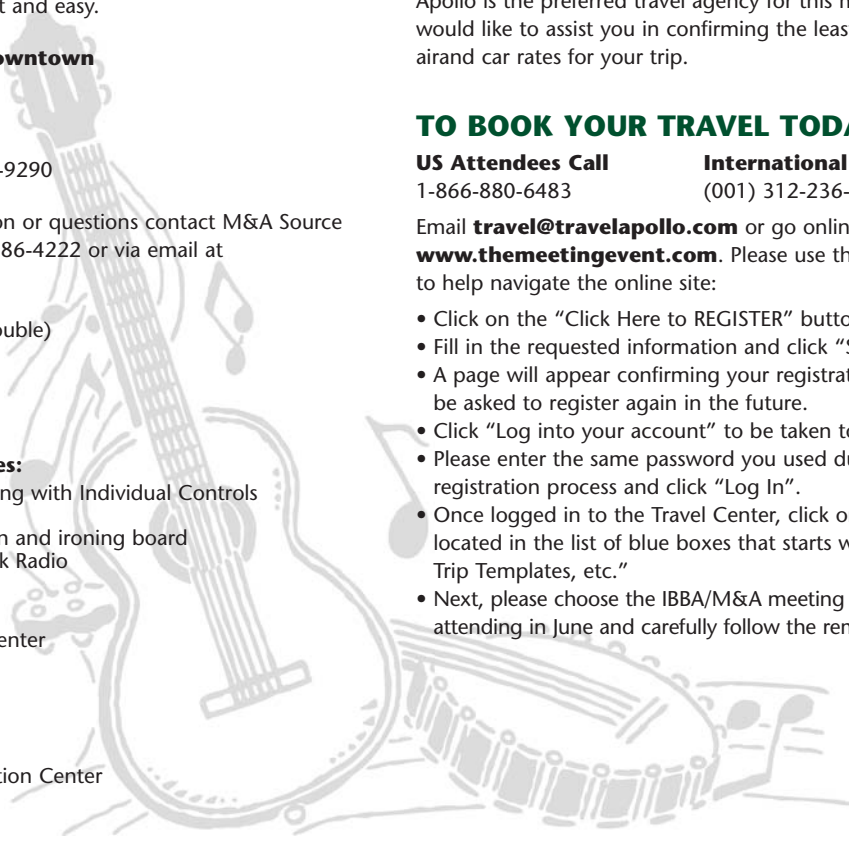 t and easy.
owntown
-9290
on or questions contact M&A Source
86-4222 or via email at
ouble)
es:
ng with Individual Controls
n and ironing board
k Radio
enter
tion Center
Apollo is the preferred travel agency for this
would like to assist you in confirming the least
airand car rates for your trip.
TO BOOK YOUR TRAVEL TODA
US Attendees Call International
1-866-880-6483 (001) 312-236-
Email travel@travelapollo.com or go onlin
www.themeetingevent.com. Please use th
to help navigate the online site:
• Click on the “Click Here to REGISTER” butto
• Fill in the requested information and click “S
• A page will appear confirming your registrat
be asked to register again in the future.
• Click “Log into your account” to be taken to
• Please enter the same password you used du
registration process and click “Log In”.
• Once logged in to the Travel Center, click o
located in the list of blue boxes that starts w
Trip Templates, etc.”
• Next, please choose the IBBA/M&A meeting
attending in June and carefully follow the rem